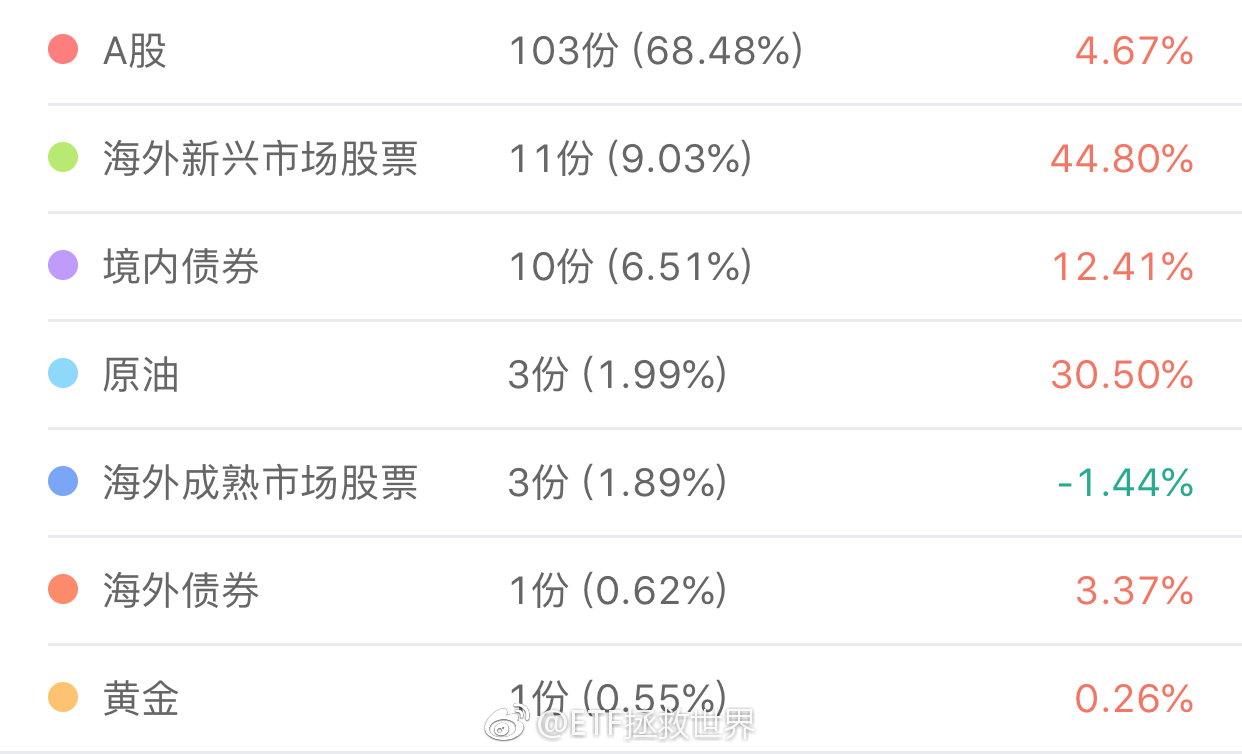 A股 103份 (68.48%) 4.67%
海外新兴市场股票 11份 (9.03%) 44.80%
境内债券 10份 (6.51%) 12.41%
原油 3份 (1.99%) 30.50%
海外成熟市场股票 3份 (1.89%) -1.44%
海外债券 1份 (0.62%) 3.37%
黄金 1份 (0.55%) 0.26%
@ETF拯救世界